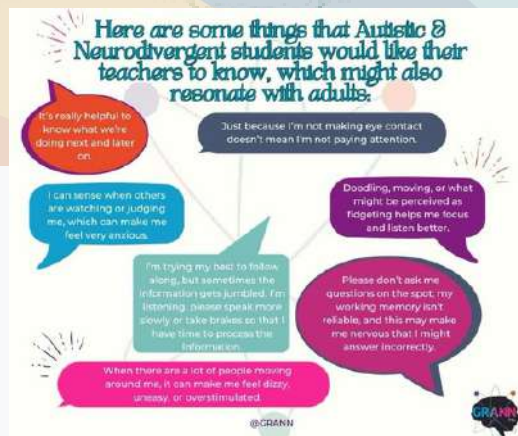 Here are some things that Autistic &
Neurodivergent students would like their
teachers to know, which might also
resonate with adults:
It's really helpful to
know what we're
doing next and later
on.
Just because I'm not making eye contact
doesn't mean I'm not paying attention.
I can sense when others
are watching or judging
me, which can make me
feel very anxious.
Doodling, moving, or what
might be perceived as
fidgeting helps me focus
and listen better.
I'm trying my best to follow
along, but sometimes the
information gets jumbled. I'm
listening, please speak more
slowly or take brakes so that I
have time to process the
information.
Please don't ask me
questions on the spot, my
working memory isn't
reliable, and this may make
me nervous that I might
answer incorrectly.
When there are a lot of people moving
around me, it can make me feel dizzy,
uneasy, or overstimulated.
@GRANN
GRANN